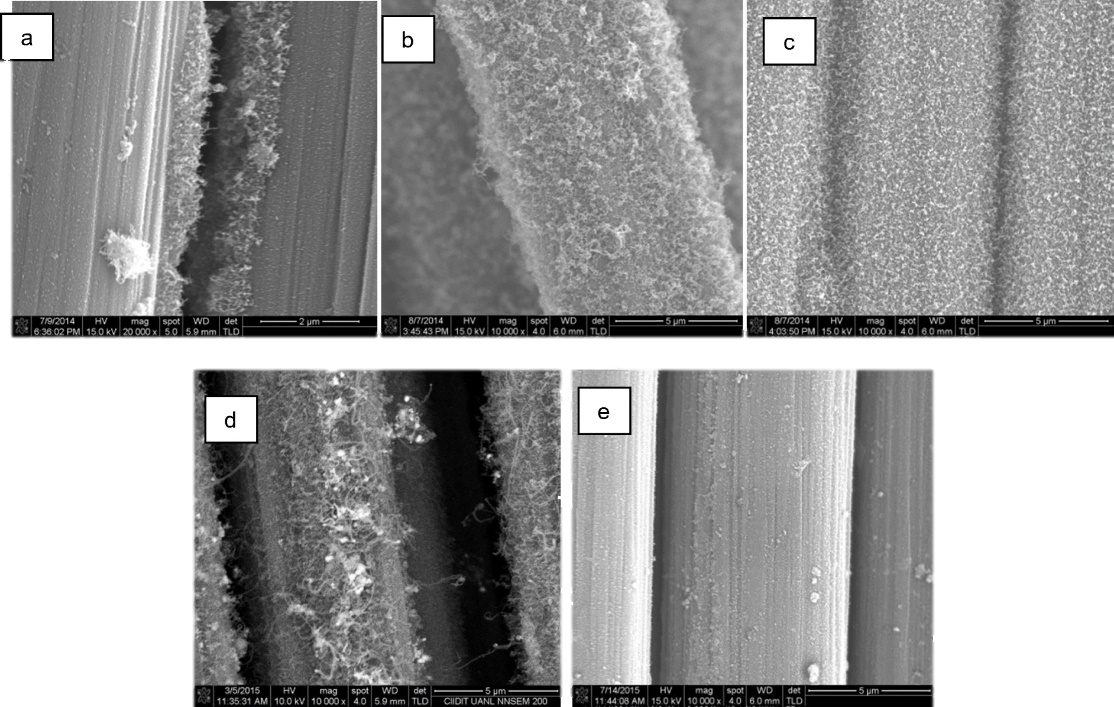 a
b
c
7/9/2014 HV mag spot WD det 2 µm
6:36:02 PM 15.0 kV 20 000 x 5.0 5.9 mm TLD
8/7/2014 HV mag spot WD det 5 µm
3:45:43 PM 15.0 kV 10 000 x 4.0 6.0 mm TLD
8/7/2014 HV mag spot WD det 5 µm
4:03:50 PM 15.0 kV 10 000 x 4.0 6.0 mm TLD
d
e
3/5/2015 HV mag spot WD det 5 µm
11:35:31 AM 10.0 kV 10 000 x 4.0 5.9 mm TLD CIIDIT UANL NNSEM 200
7/14/2015 HV mag spot WD det 5 µm
11:44:08 AM 15.0 kV 10 000 x 4.0 6.0 mm TLD